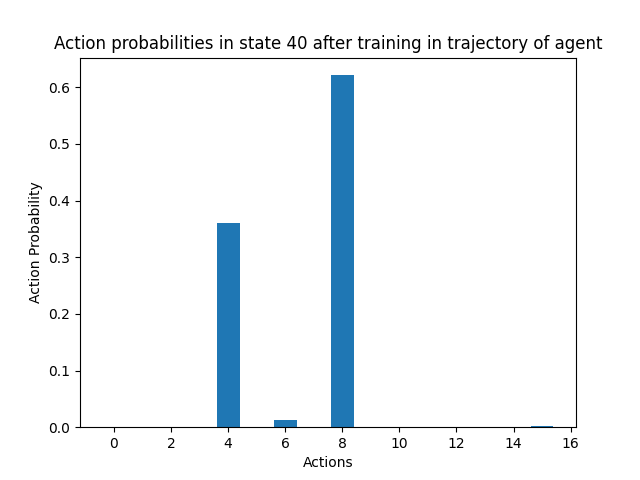 Action probabilities in state 40 after training in trajectory of agent
0.6
0.5
0.4
0.3
0.2
0.1
0.0
Action Probability
0 2 4 6 8 10 12 14 16
Actions